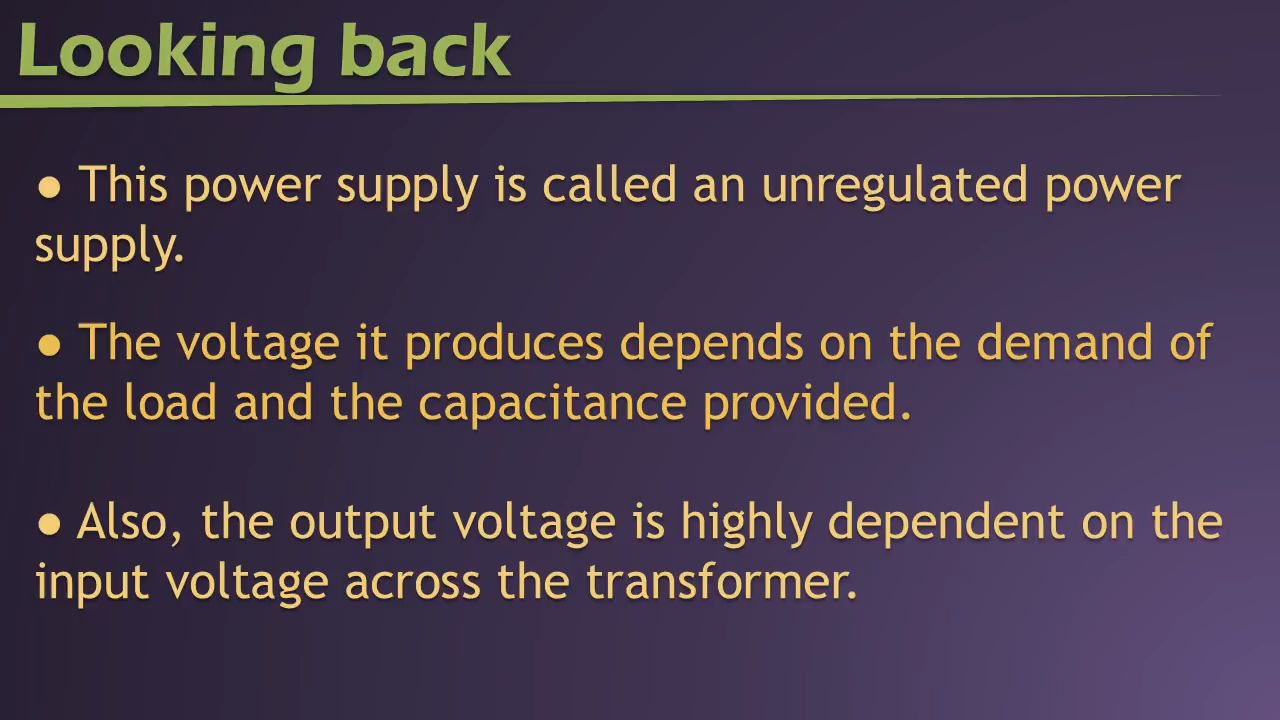 Looking back
● This power supply is called an unregulated power
supply.
● The voltage it produces depends on the demand of
the load and the capacitance provided.
● Also, the output voltage is highly dependent on the
input voltage across the transformer.